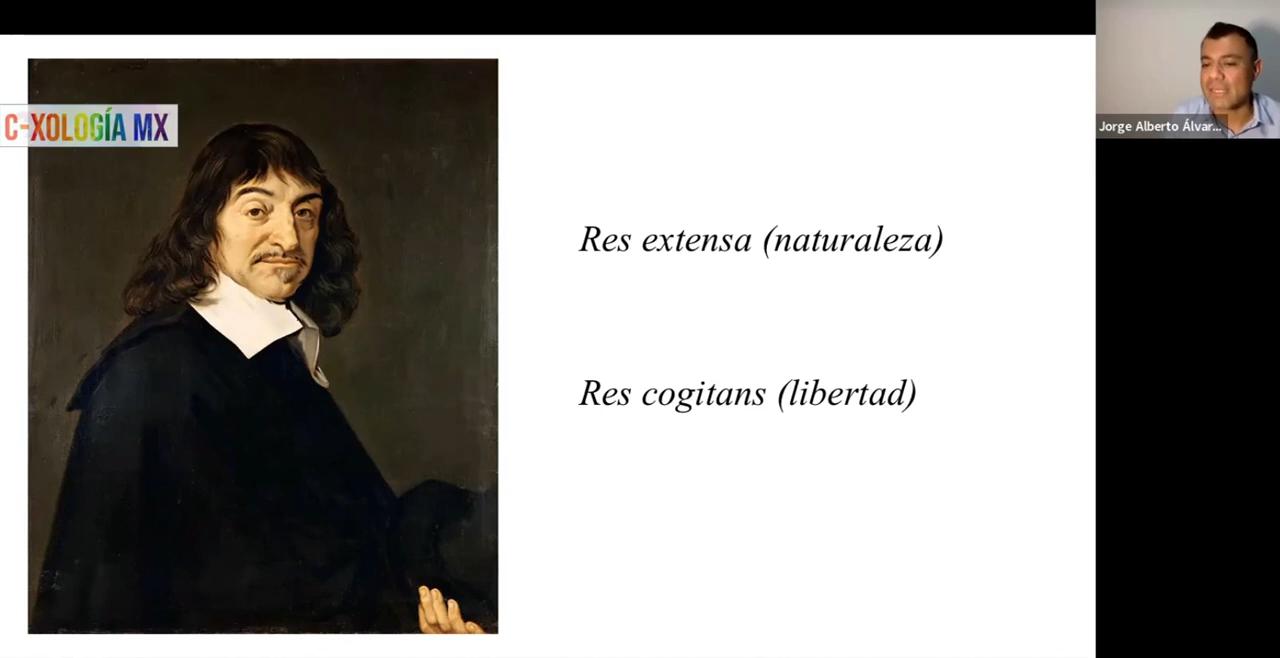 C-XOLOGÍA MX
Res extensa (naturaleza)
Res cogitans (libertad)
Jorge Alberto Álvar...